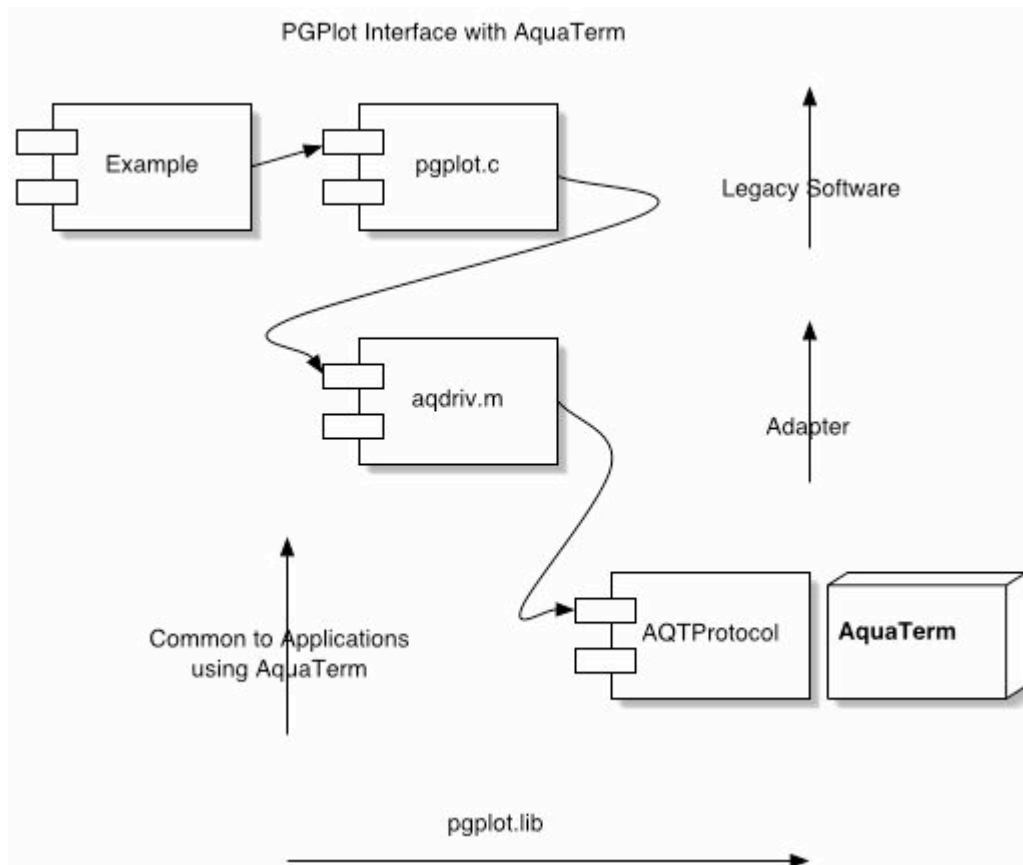 PGPlot Interface with AquaTerm
Example
pgplot.c
Legacy Software
aqdriv.m
Adapter
Common to Applications
using AquaTerm
AQTProtocol
AquaTerm
pgplot.lib